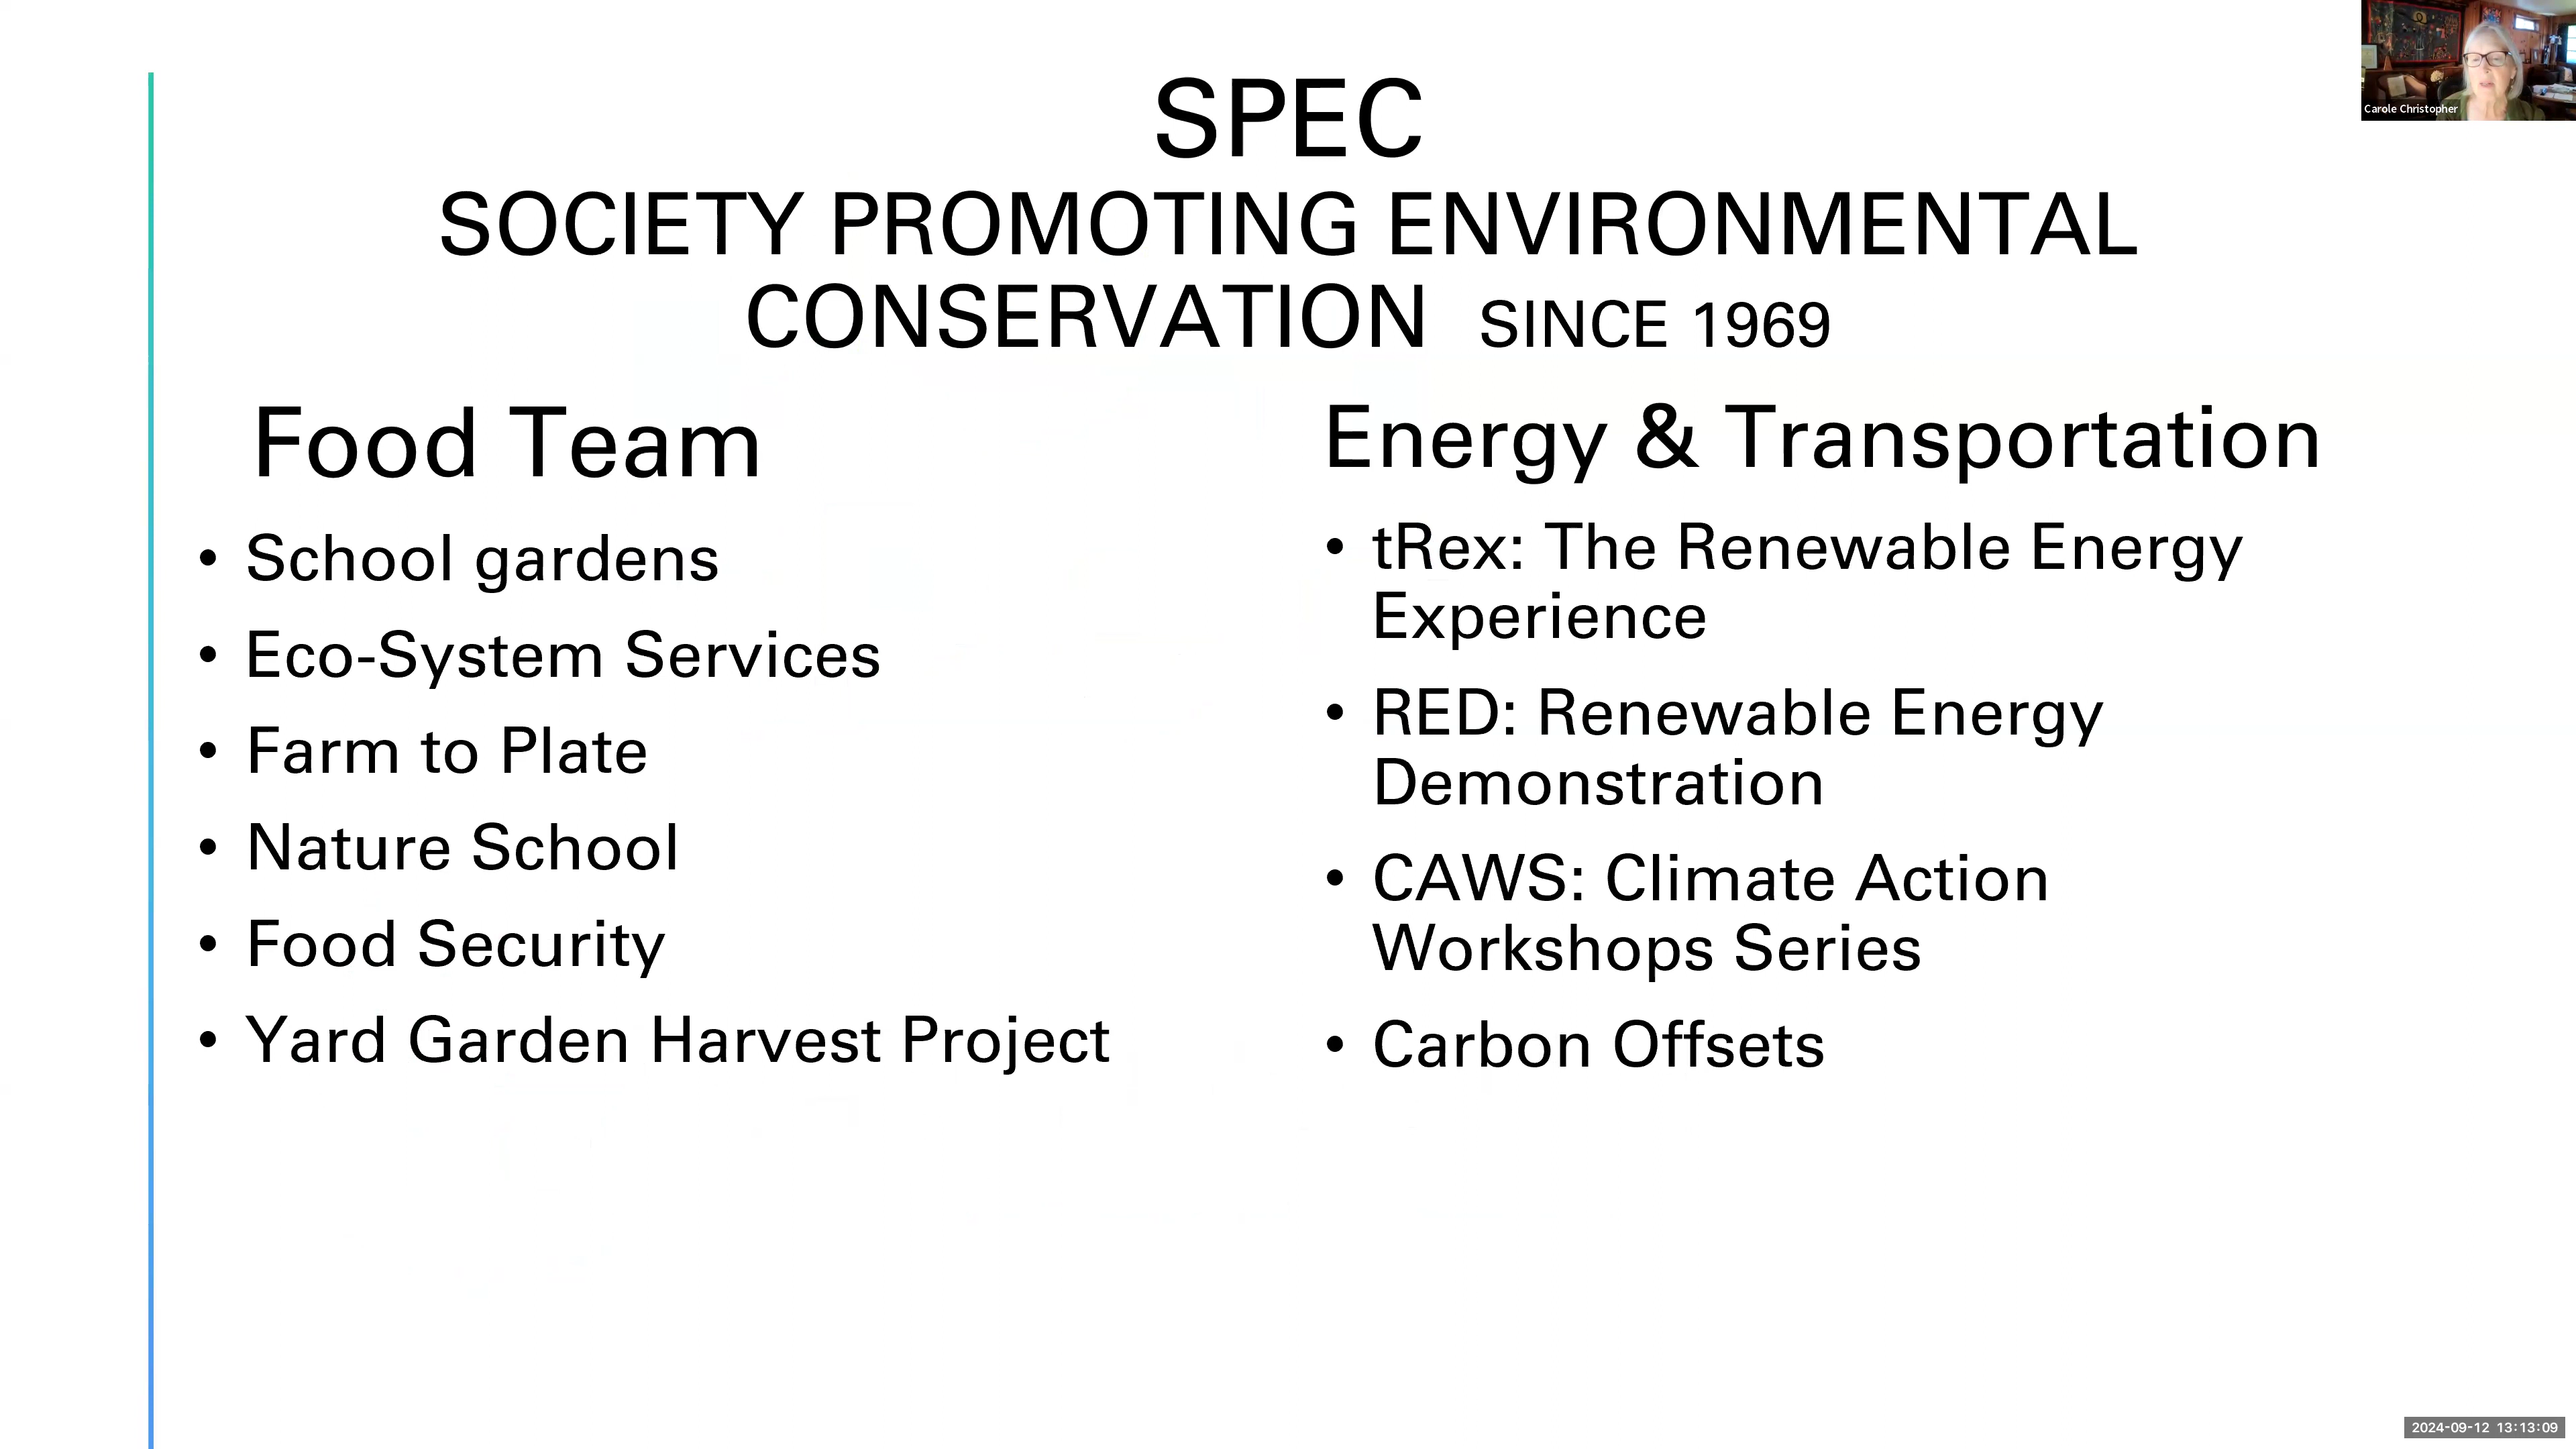 SPEC
SOCIETY PROMOTING ENVIRONMENTAL
CONSERVATION SINCE 1969
Food Team
• School gardens
• Eco-System Services
• Farm to Plate
• Nature School
• Food Security
• Yard Garden Harvest Project
Energy & Transportation
• tRex: The Renewable Energy
Experience
• RED: Renewable Energy
Demonstration
• CAWS: Climate Action
Workshops Series
• Carbon Offsets
Carole Christopher
2024-09-12 13:13:09